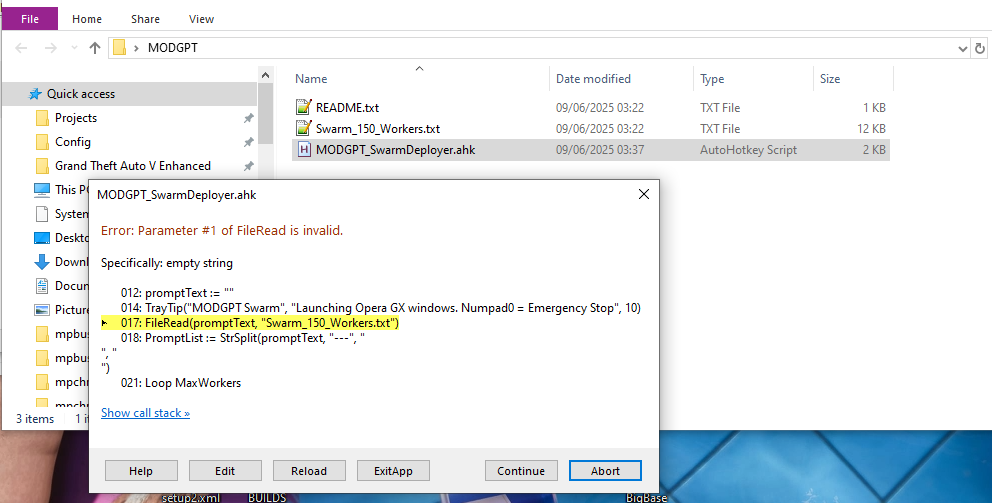 File Home Share View
MODGPT
Name Date modified Type Size
Quick access
Projects
Config
Grand Theft Auto V Enhanced
This PC
System
Deskto
Downl
Docun
Picture
mpbus
mpbus
mpchr
3 items
README.txt 09/06/2025 03:22 TXT File 1 KB
Swarm_150_Workers.txt 09/06/2025 03:22 TXT File 12 KB
MODGPT_SwarmDeployer.ahk 09/06/2025 03:37 AutoHotkey Script 2 KB
MODGPT_SwarmDeployer.ahk
Error: Parameter #1 of FileRead is invalid.
Specifically: empty string
012: promptText := ""
014: TrayTip("MODGPT Swarm", "Launching Opera GX windows. Numpad0 = Emergency Stop", 10)
017: FileRead(promptText, "Swarm_150_Workers.txt")
018: PromptList := StrSplit(promptText, "---", "
", "
")
021: Loop MaxWorkers
Show call stack »
Help Edit Reload ExitApp Continue Abort
setup2.xml BUILDS BigBase